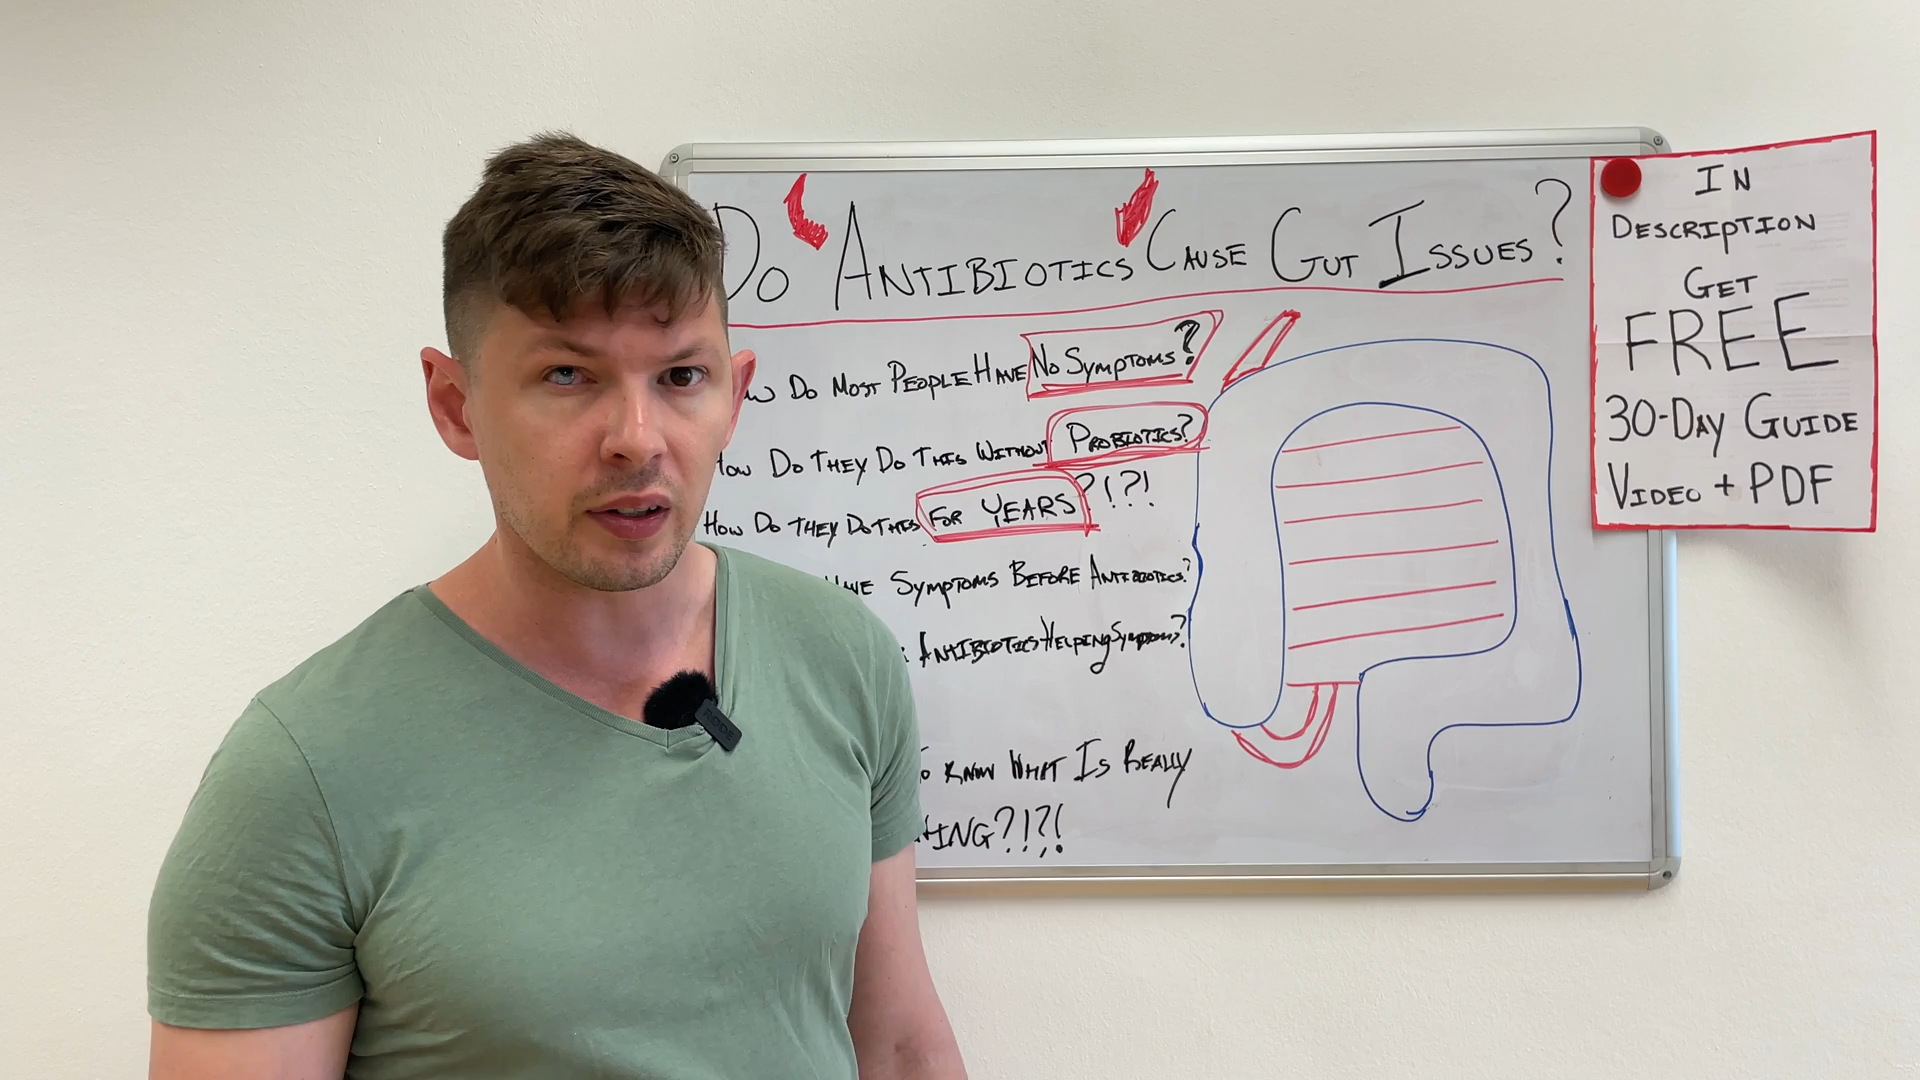 DO ANTIBIOTICS CAUSE GUT ISSUES?
DO MOST PEOPLE HAVE NO SYMPTOMS?
HOW DO THEY DO THIS WITHOUT PROBIOTICS?
HOW DO THEY DO THIS FOR YEARS?!?!
SYMPTOMS BEFORE ANTIBIOTICS?
ANTIBIOTICS HELPING SYMPTOMS?
KNOW WHAT IS REALLY
?!?!
IN
DESCRIPTION
GET
FREE
30-DAY GUIDE
VIDEO + PDF
RODE